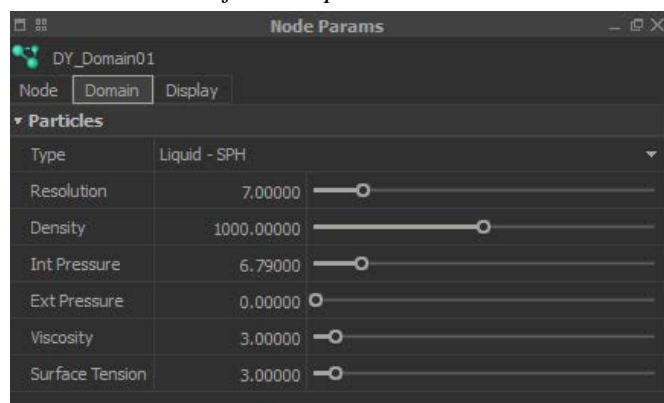 Node Params
DY_Domain01
Node Domain Display
Particles
Type Liquid - SPH
Resolution 7.00000
Density 1000.00000
Int Pressure 6.79000
Ext Pressure 0.00000
Viscosity 3.00000
Surface Tension 3.00000